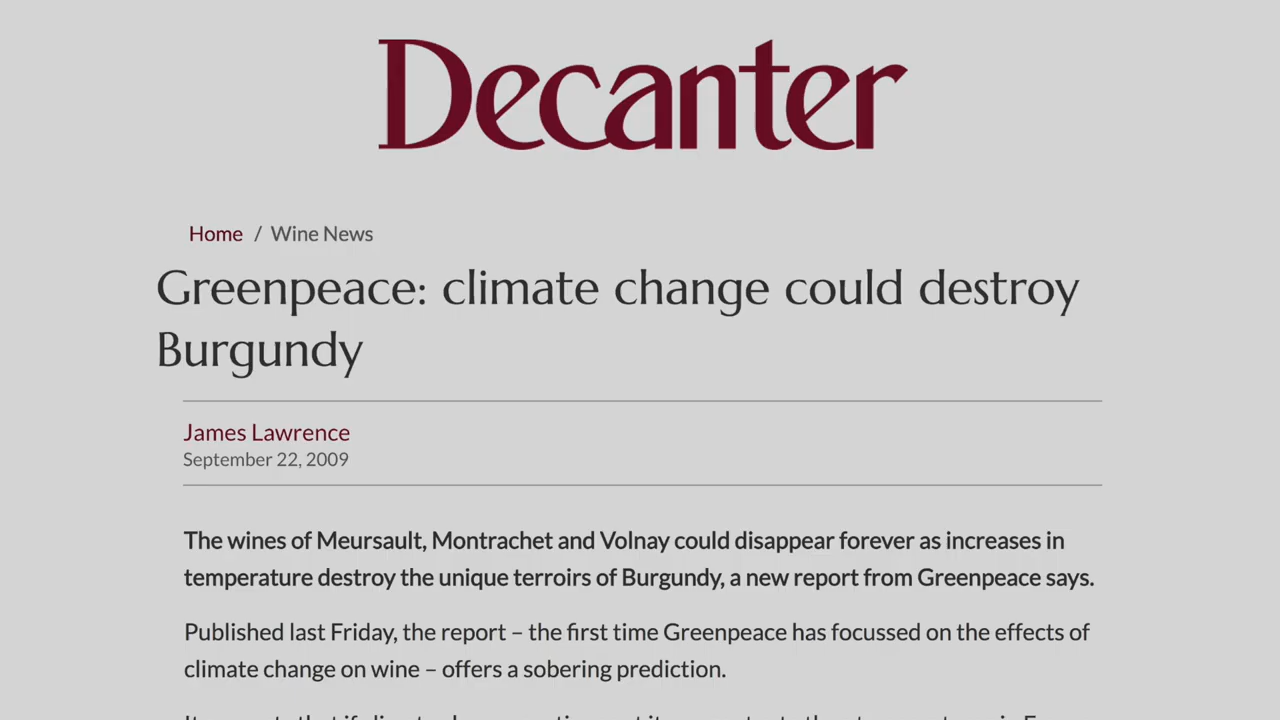 Decanter
Home / Wine News
Greenpeace: climate change could destroy
Burgundy
James Lawrence
September 22, 2009
The wines of Meursault, Montrachet and Volnay could disappear forever as increases in
temperature destroy the unique terroirs of Burgundy, a new report from Greenpeace says.
Published last Friday, the report – the first time Greenpeace has focussed on the effects of
climate change on wine – offers a sobering prediction.